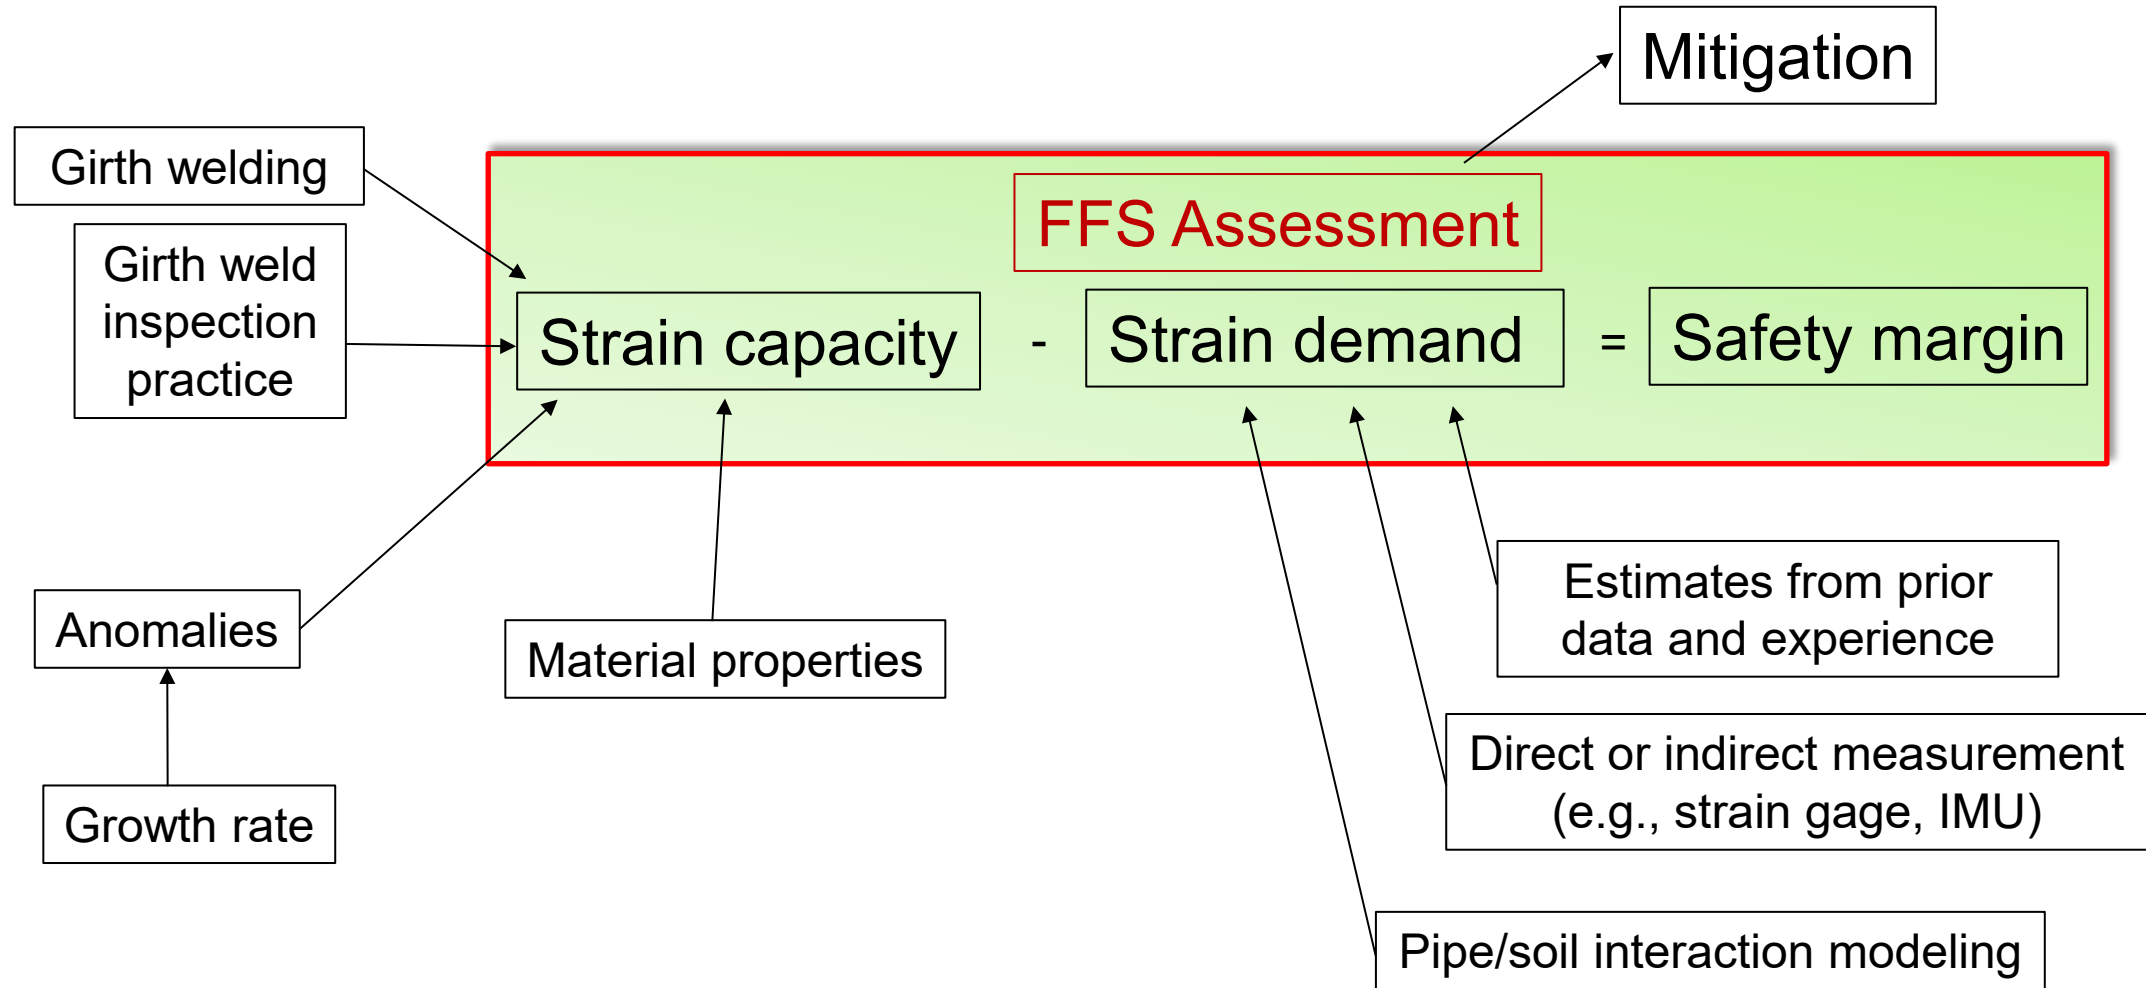 Mitigation
Girth welding
FFS Assessment
Girth weld
inspection
practice
Strain capacity
-
Strain demand
=
Safety margin
Anomalies
Material properties
Estimates from prior
data and experience
Growth rate
Direct or indirect measurement
(e.g., strain gage, IMU)
Pipe/soil interaction modeling